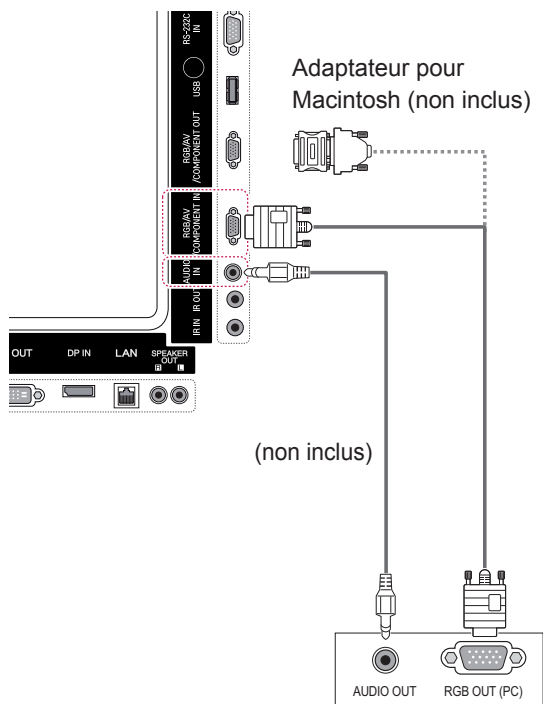 RS-232C
IN
USB
RGB/AV
/COMPONENT OUT
RGB/AV
/COMPONENT IN
AUDIO
IN
IR OUT
IR IN
Adaptateur pour
Macintosh (non inclus)
OUT
DP IN
LAN
SPEAKER
OUT
R L
(non inclus)
AUDIO OUT
RGB OUT (PC)